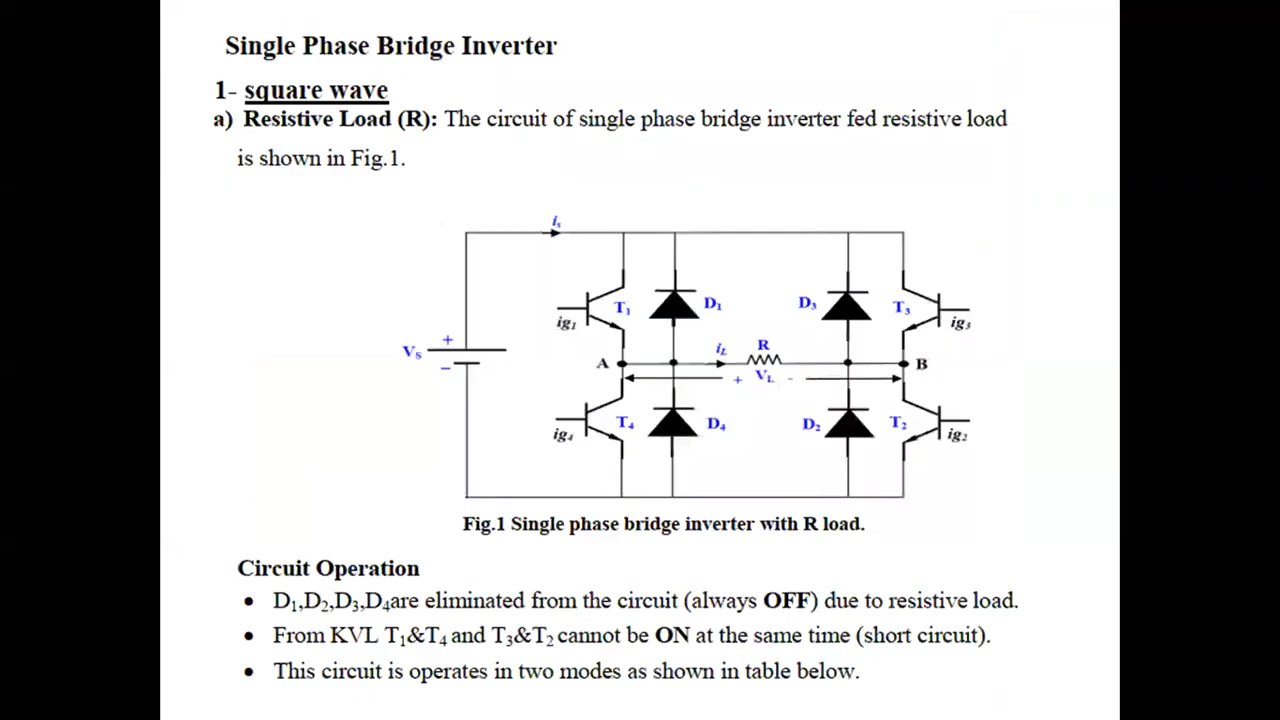 Single Phase Bridge Inverter
1- square wave
a) Resistive Load (R): The circuit of single phase bridge inverter fed resistive load
is shown in Fig.1.
is
T1 D1 D3 T3
ig1 ig3
+
Vs
−
iL R
A B
+ VL -
T4 D4 D2 T2
ig4 ig2
Fig.1 Single phase bridge inverter with R load.
Circuit Operation
• D1,D2,D3,D4are eliminated from the circuit (always OFF) due to resistive load.
• From KVL T1&T4 and T3&T2 cannot be ON at the same time (short circuit).
• This circuit is operates in two modes as shown in table below.